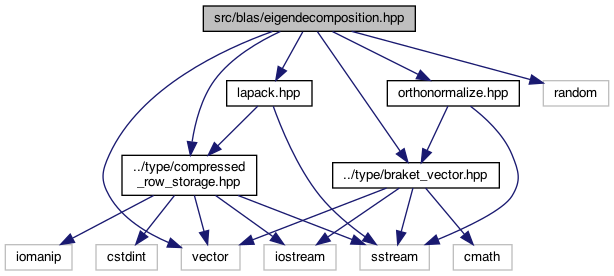 src/blas/eigendecomposition.hpp
lapack.hpp
orthonormalize.hpp
random
../type/compressed
_row_storage.hpp
../type/braket_vector.hpp
iomanip
cstdint
vector
iostream
sstream
cmath